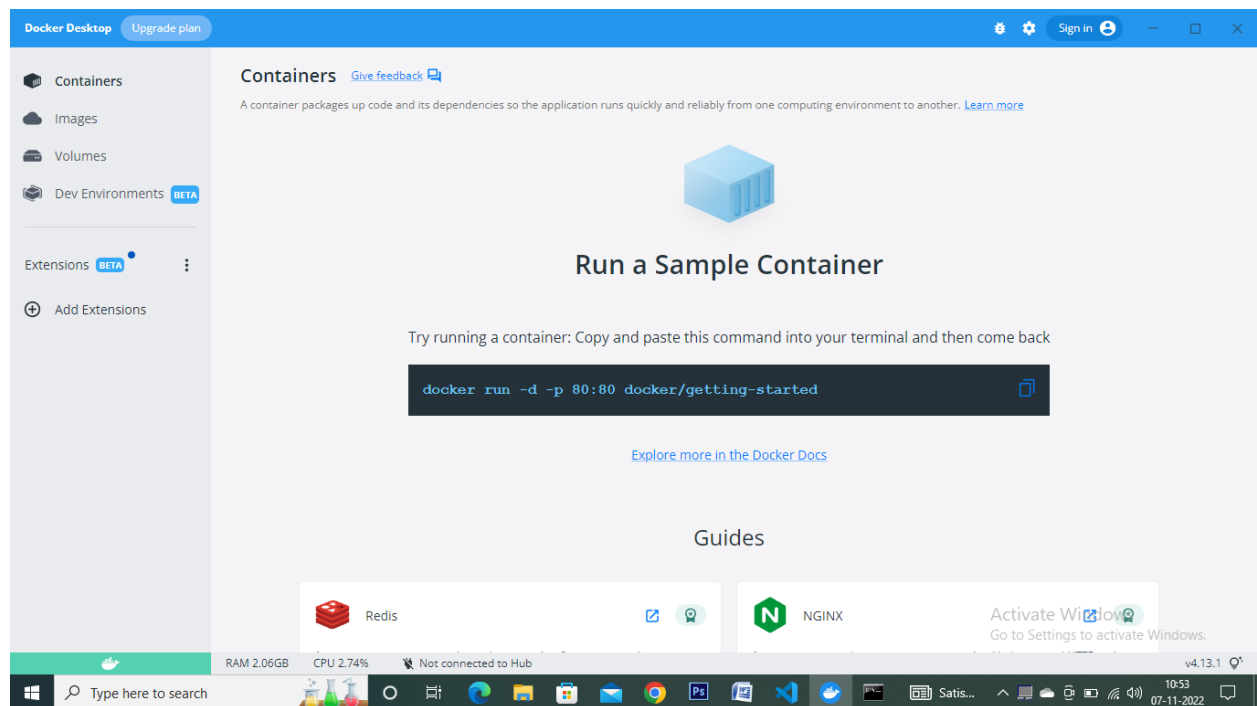 Docker Desktop Upgrade plan Sign in
Containers
Images
Volumes
Dev Environments BETA
Extensions BETA
Add Extensions
Containers Give feedback
A container packages up code and its dependencies so the application runs quickly and reliably from one computing environment to another. Learn more
Run a Sample Container
Try running a container: Copy and paste this command into your terminal and then come back
docker run -d -p 80:80 docker/getting-started
Explore more in the Docker Docs
Guides
Redis
NGINX
Activate Windows
Go to Settings to activate Windows.
RAM 2.06GB CPU 2.74% Not connected to Hub v4.13.1
Type here to search Ps Satis... 10:53
07-11-2022